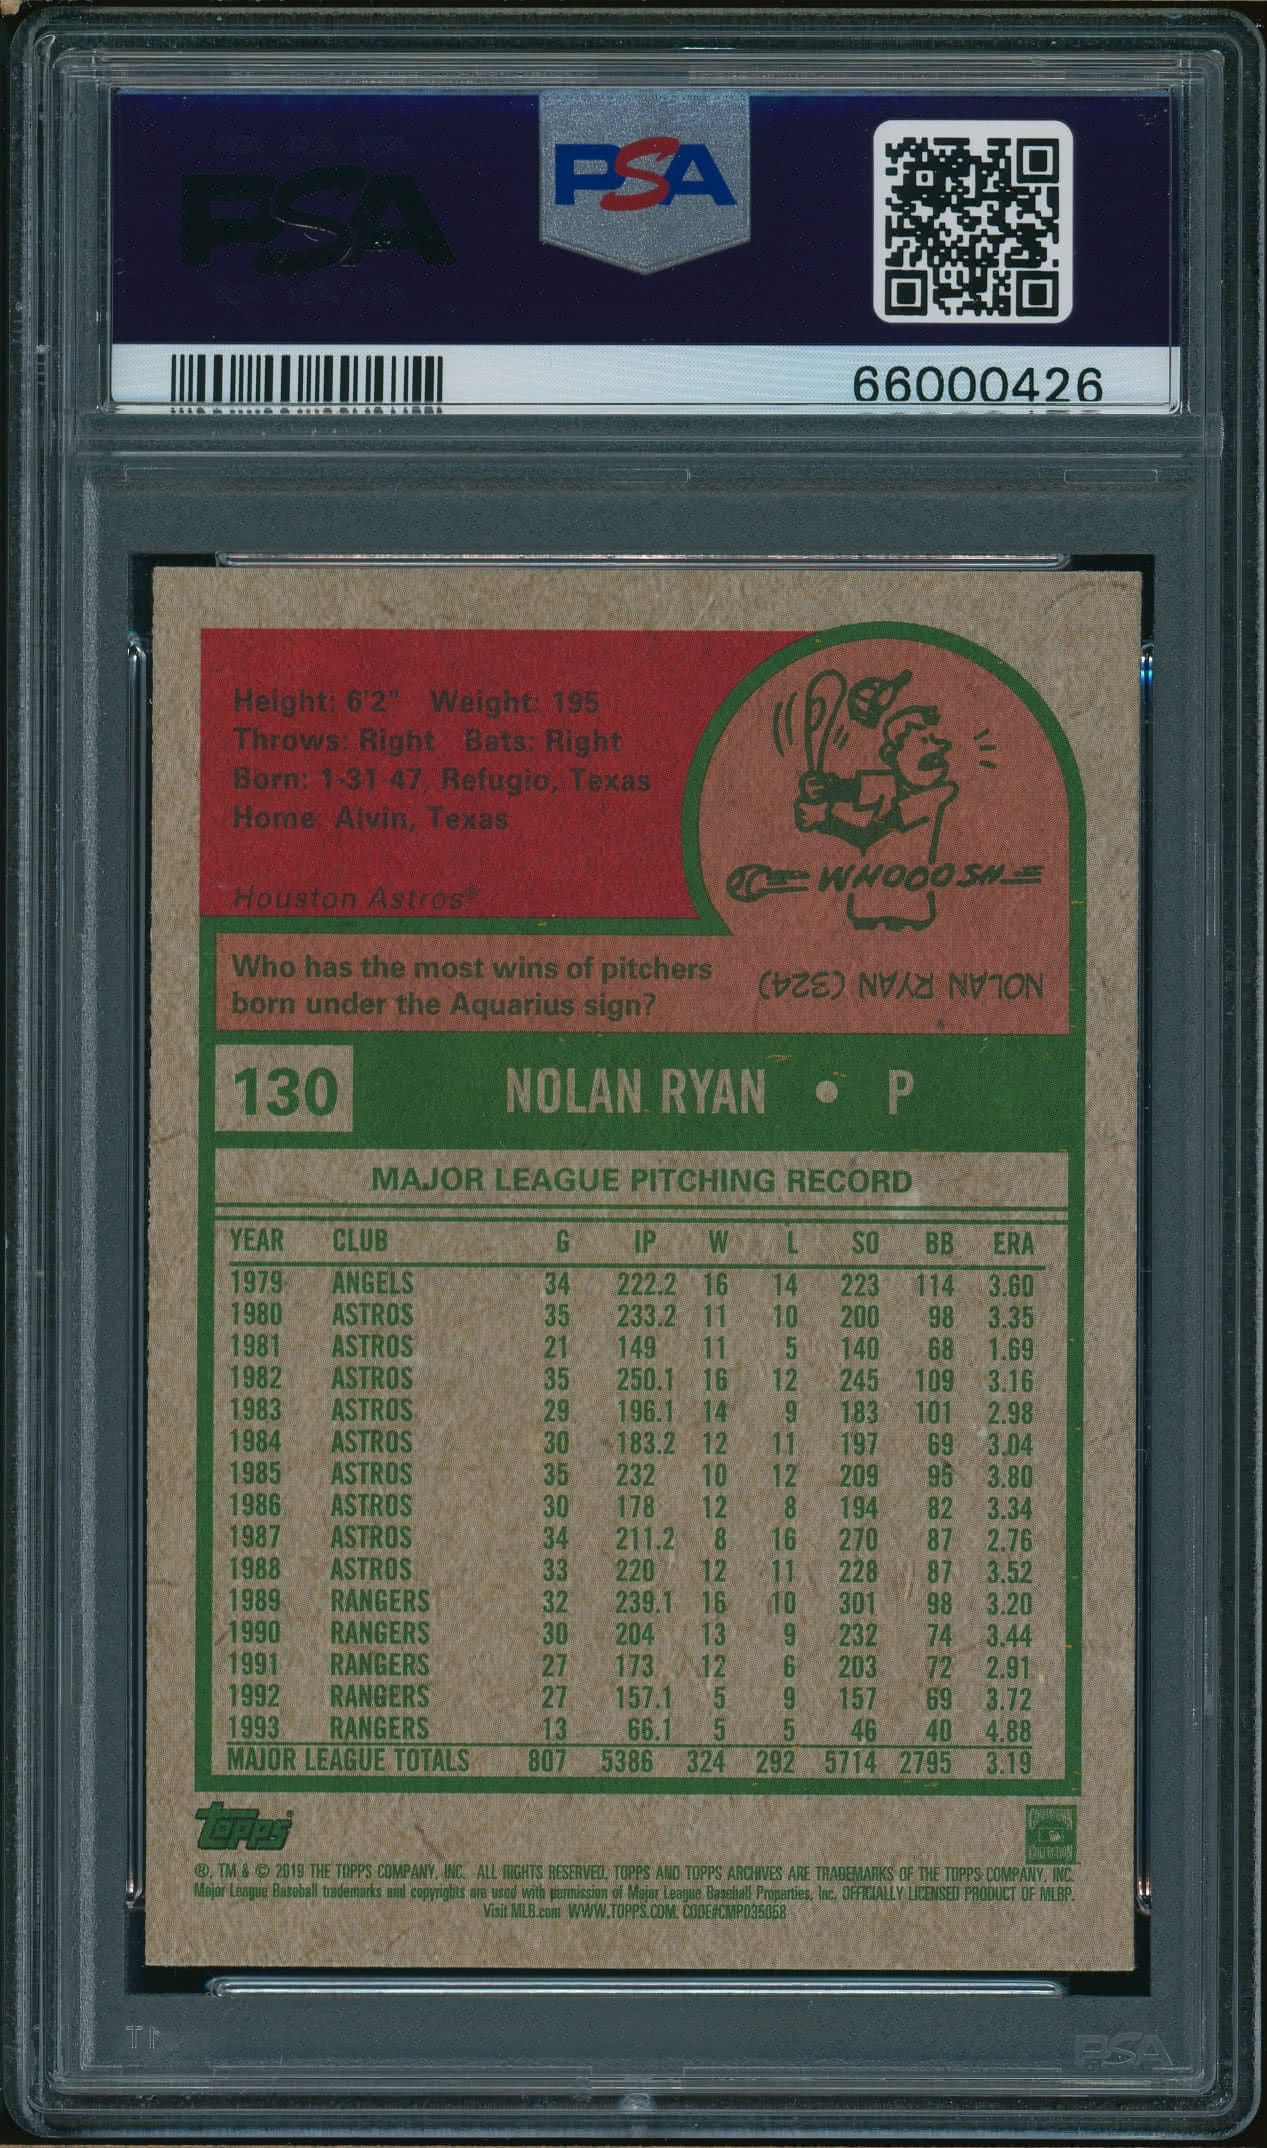 PSA
PSA
66000426
Height: 6'2" Weight: 195
Throws: Right Bats: Right
Born: 1-31-47, Refugio, Texas
Home: Alvin, Texas
Houston Astros®
WHOOOSH
Who has the most wins of pitchers
born under the Aquarius sign?
NOLAN RYAN (324)
130 NOLAN RYAN • P
MAJOR LEAGUE PITCHING RECORD
YEAR CLUB G IP W L SO BB ERA
1979 ANGELS 34 222.2 16 14 223 114 3.60
1980 ASTROS 35 233.2 11 10 200 98 3.35
1981 ASTROS 21 149 11 5 140 68 1.69
1982 ASTROS 35 250.1 16 12 245 109 3.16
1983 ASTROS 29 196.1 14 9 183 101 2.98
1984 ASTROS 30 183.2 12 11 197 69 3.04
1985 ASTROS 35 232 10 12 209 95 3.80
1986 ASTROS 30 178 12 8 194 82 3.34
1987 ASTROS 34 211.2 8 16 270 87 2.76
1988 ASTROS 33 220 12 11 228 87 3.52
1989 RANGERS 32 239.1 16 10 301 98 3.20
1990 RANGERS 30 204 13 9 232 74 3.44
1991 RANGERS 27 173 12 6 203 72 2.91
1992 RANGERS 27 157.1 5 9 157 69 3.72
1993 RANGERS 13 66.1 5 5 46 40 4.88
MAJOR LEAGUE TOTALS 807 5386 324 292 5714 2795 3.19
Topps®
®, TM & © 2019 THE TOPPS COMPANY, INC. ALL RIGHTS RESERVED. TOPPS AND TOPPS ARCHIVES ARE TRADEMARKS OF THE TOPPS COMPANY, INC.
Major League Baseball trademarks and copyrights are used with permission of Major League Baseball Properties, Inc. OFFICIALLY LICENSED PRODUCT OF MLBP.
Visit MLB.com WWW.TOPPS.COM. CODE#CMP035058
PSA